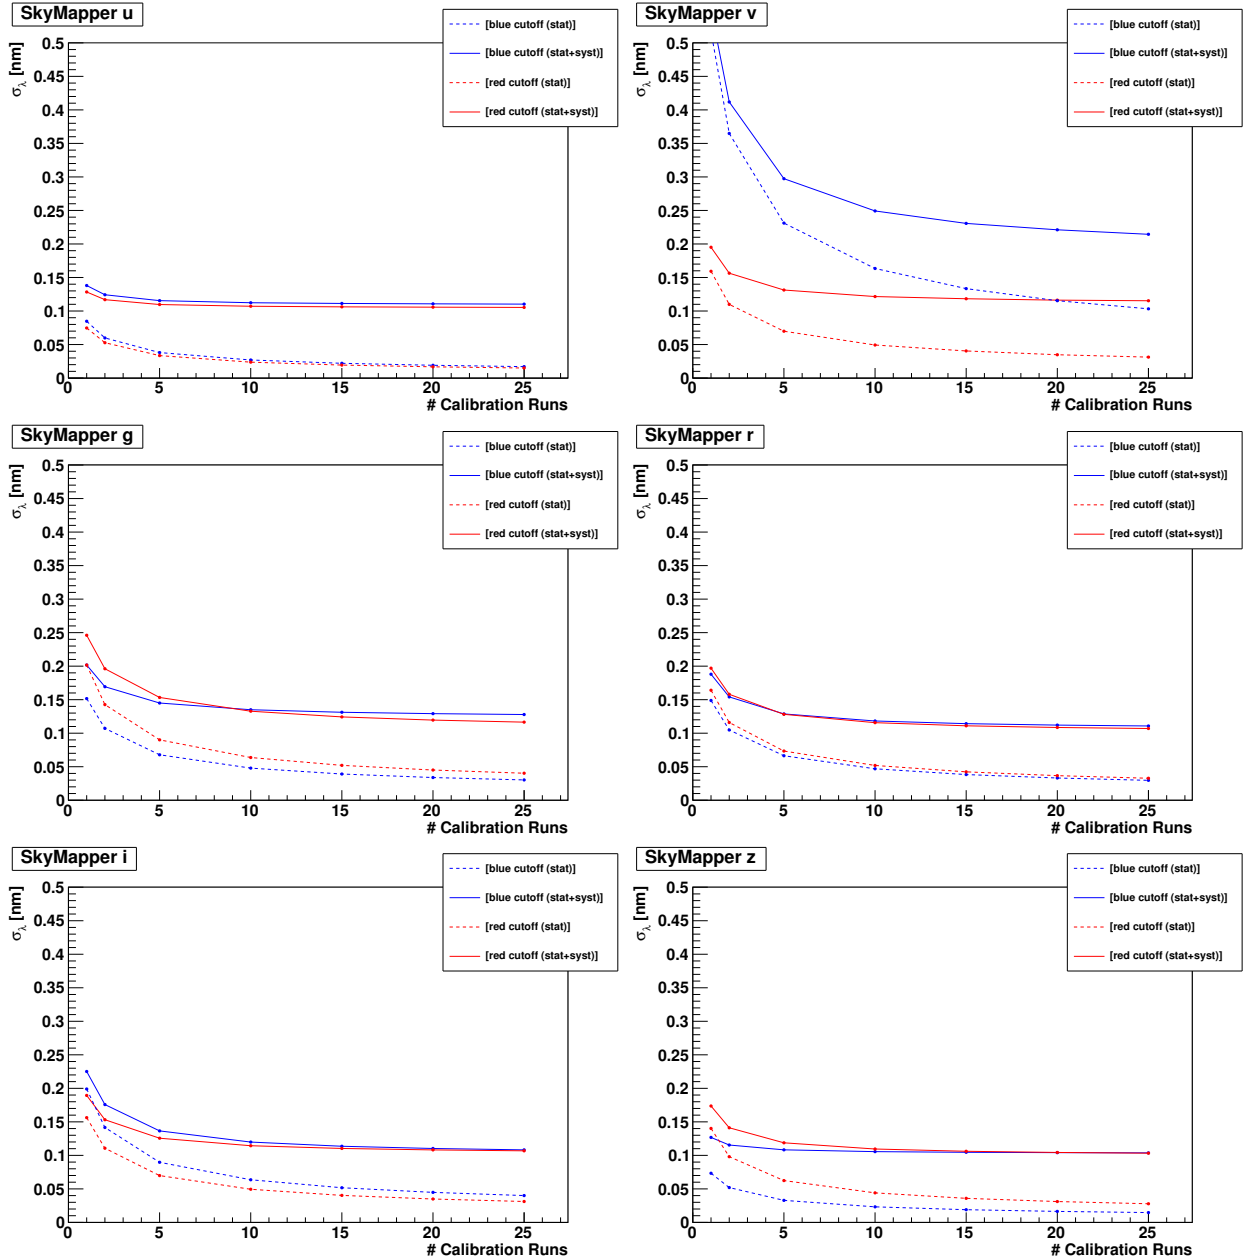 SkyMapper u
[blue cutoff (stat)]
[blue cutoff (stat+syst)]
[red cutoff (stat)]
[red cutoff (stat+syst)]
σλ [nm]
0.5
0.45
0.4
0.35
0.3
0.25
0.2
0.15
0.1
0.05
0
0 5 10 15 20 25
# Calibration Runs
SkyMapper v
[blue cutoff (stat)]
[blue cutoff (stat+syst)]
[red cutoff (stat)]
[red cutoff (stat+syst)]
σλ [nm]
0.5
0.45
0.4
0.35
0.3
0.25
0.2
0.15
0.1
0.05
0
0 5 10 15 20 25
# Calibration Runs
SkyMapper g
[blue cutoff (stat)]
[blue cutoff (stat+syst)]
[red cutoff (stat)]
[red cutoff (stat+syst)]
σλ [nm]
0.5
0.45
0.4
0.35
0.3
0.25
0.2
0.15
0.1
0.05
0
0 5 10 15 20 25
# Calibration Runs
SkyMapper r
[blue cutoff (stat)]
[blue cutoff (stat+syst)]
[red cutoff (stat)]
[red cutoff (stat+syst)]
σλ [nm]
0.5
0.45
0.4
0.35
0.3
0.25
0.2
0.15
0.1
0.05
0
0 5 10 15 20 25
# Calibration Runs
SkyMapper i
[blue cutoff (stat)]
[blue cutoff (stat+syst)]
[red cutoff (stat)]
[red cutoff (stat+syst)]
σλ [nm]
0.5
0.45
0.4
0.35
0.3
0.25
0.2
0.15
0.1
0.05
0
0 5 10 15 20 25
# Calibration Runs
SkyMapper z
[blue cutoff (stat)]
[blue cutoff (stat+syst)]
[red cutoff (stat)]
[red cutoff (stat+syst)]
σλ [nm]
0.5
0.45
0.4
0.35
0.3
0.25
0.2
0.15
0.1
0.05
0
0 5 10 15 20 25
# Calibration Runs